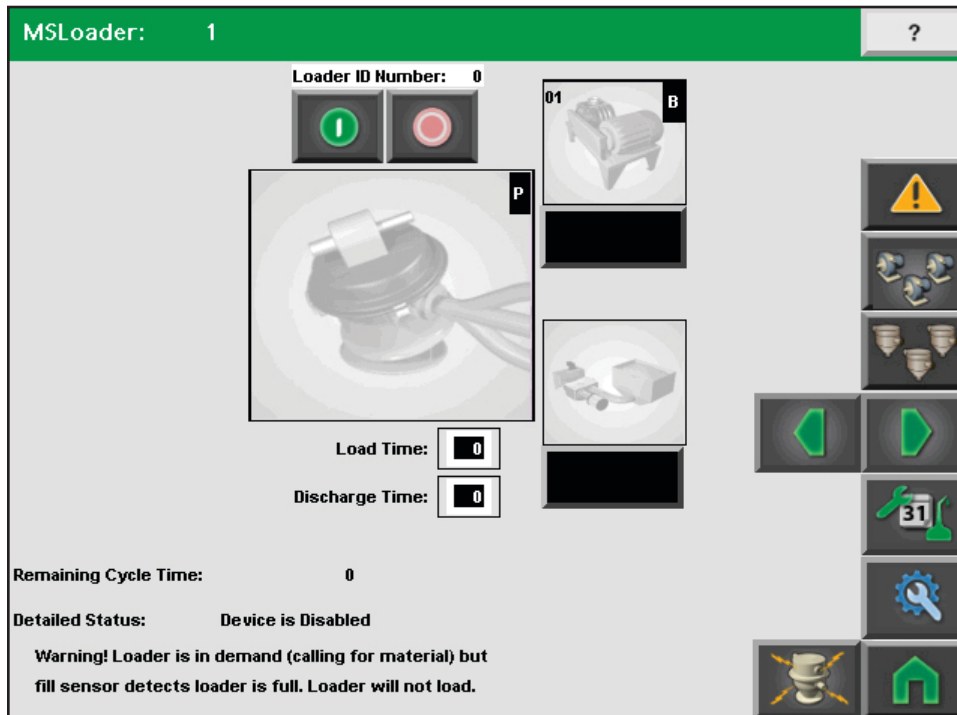 MSLoader: 1
?
Loader ID Number: 0
01
B
P
Load Time: 0
Discharge Time: 0
31
Remaining Cycle Time: 0
Detailed Status: Device is Disabled
Warning! Loader is in demand (calling for material) but
fill sensor detects loader is full. Loader will not load.